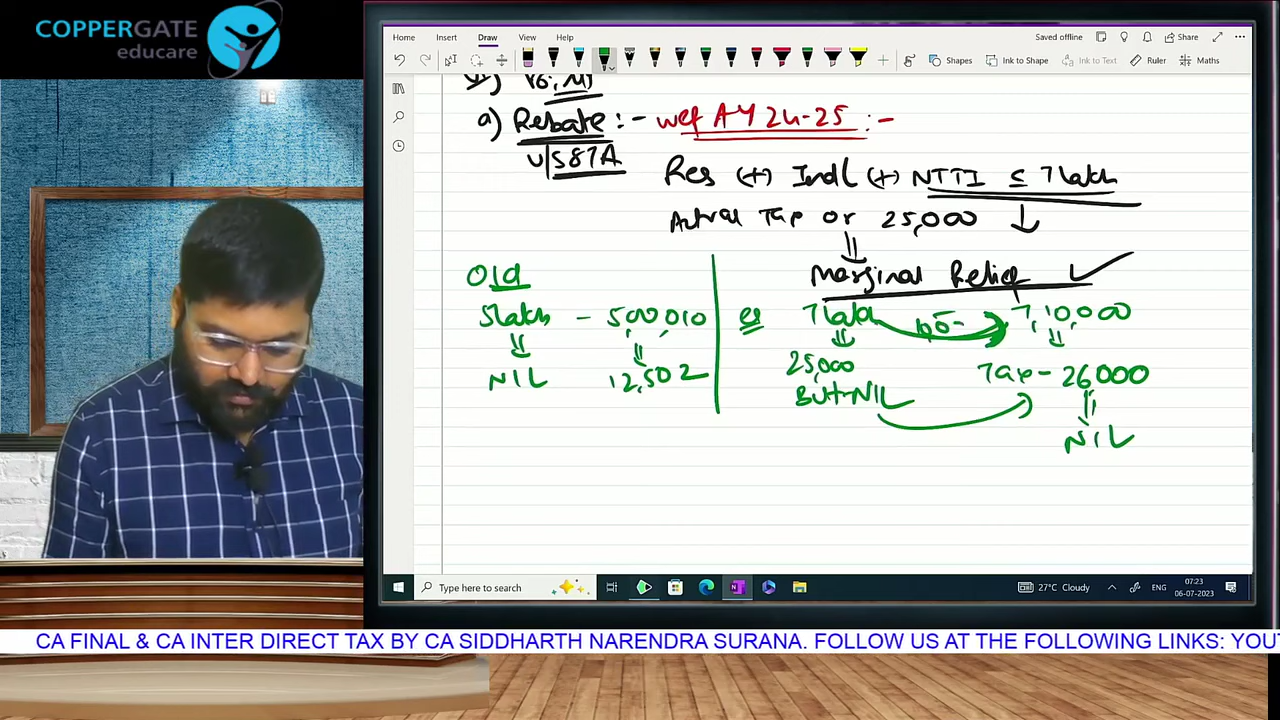 COPPERGATE
educare
Home Insert Draw View Help
Saved offline
Share
Shapes
Ink to Shape
Ink to Text
Ruler
Maths
a) Rebate :- wef AY 24-25 :-
u/s 87A
Res (+) Indl (+) NTTI ≤ 7 lakh
Actual Tax or 25,000 ↓
Marginal Relief ✓
Old
5 lakh - 500,010
NIL 12,502
eg 7 lakh 7,10,000
25,000
But NIL
Tax - 26,000
NIL
Type here to search
27°C Cloudy
ENG
07:23
06-07-2023
CA FINAL & CA INTER DIRECT TAX BY CA SIDDHARTH NARENDRA SURANA. FOLLOW US AT THE FOLLOWING LINKS: YOU